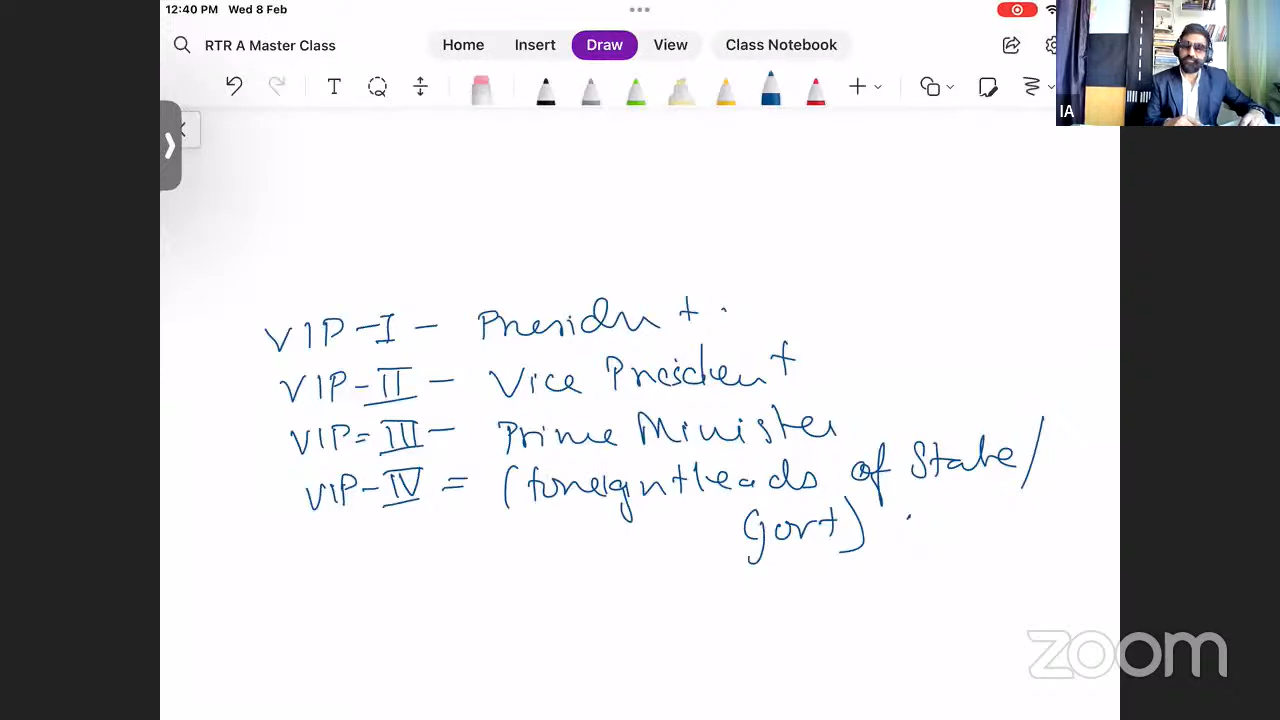 12:40 PM Wed 8 Feb
RTR A Master Class
Home Insert Draw View Class Notebook
T
IA
VIP-I - President.
VIP-II - Vice President
VIP-III - Prime Minister
VIP-IV = (foreign Heads of State/
Govt).
zoom